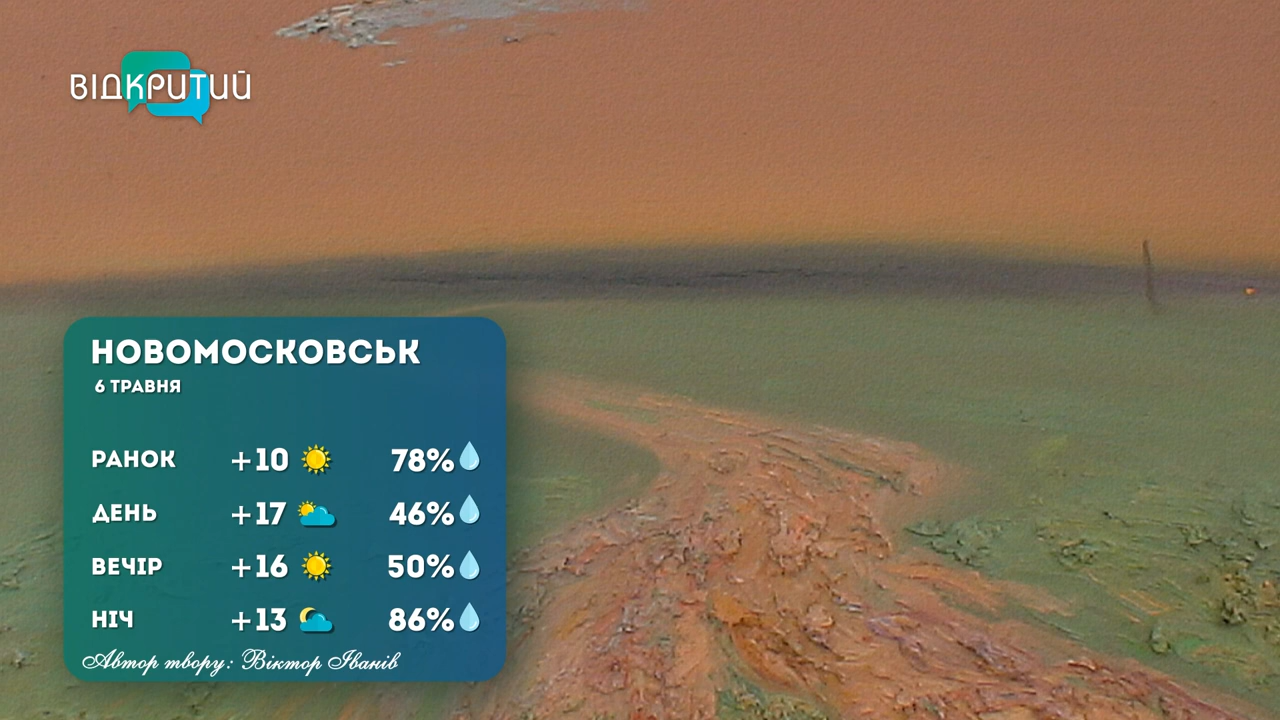 ВІДКРИТИЙ
НОВОМОСКОВСЬК
6 ТРАВНЯ
РАНОК +10 78%
ДЕНЬ +17 46%
ВЕЧІР +16 50%
НІЧ +13 86%
Автор твору: Віктор Іванів